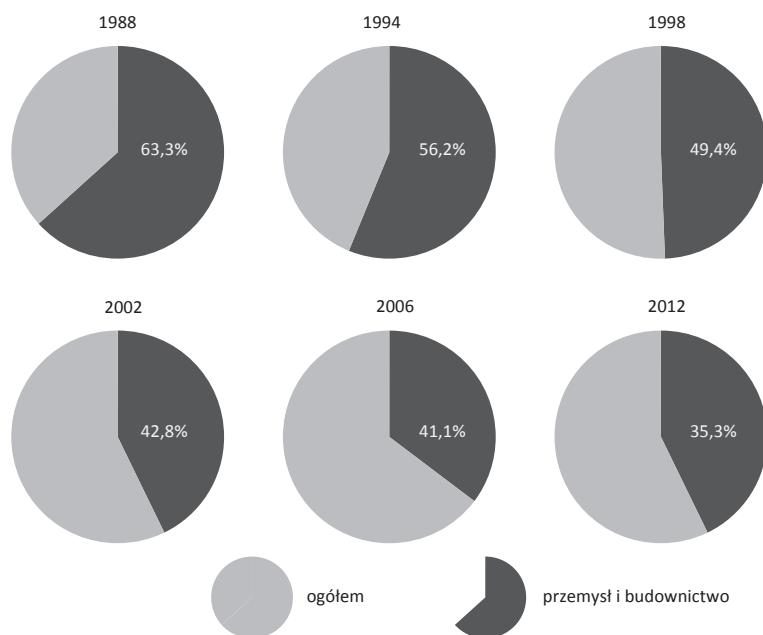 1988 1994 1998
63,3% 56,2% 49,4%
2002 2006 2012
42,8% 41,1% 35,3%
ogółem przemysł i budownictwo